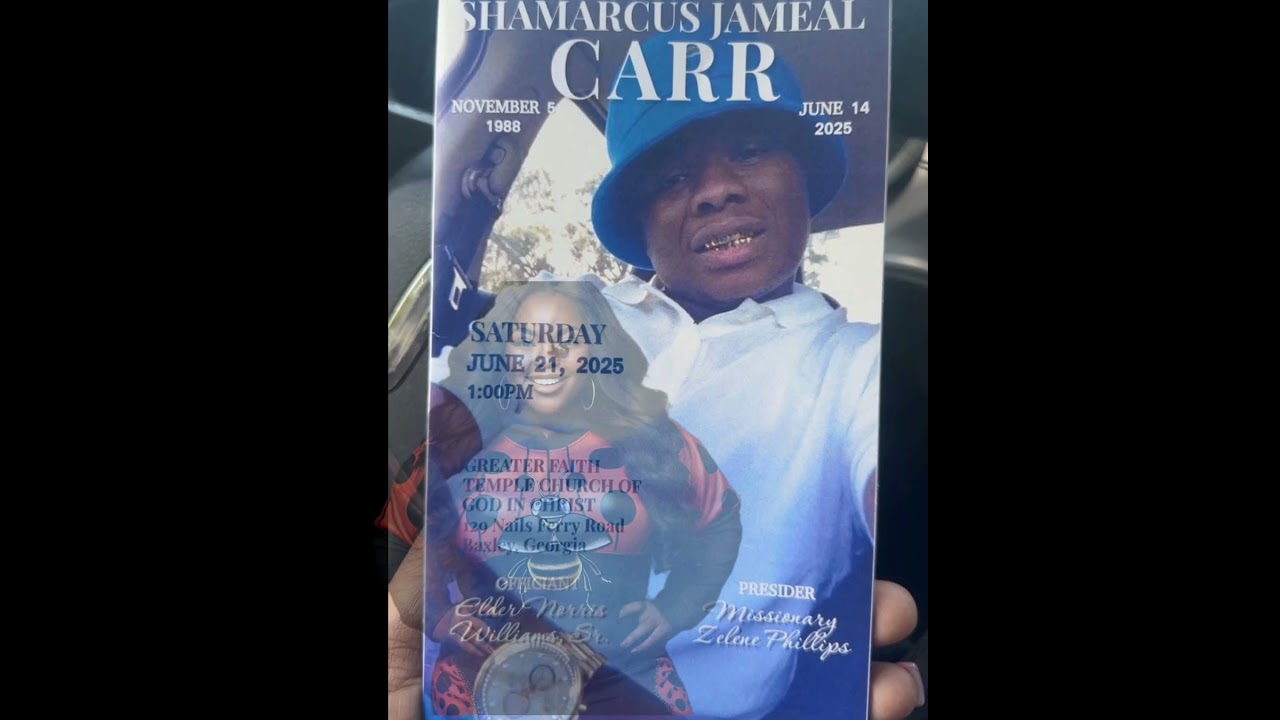 SHAMARCUS JAMEAL
CARR
NOVEMBER 5
1988
JUNE 14
2025
SATURDAY
JUNE 21, 2025
1:00PM
GREATER FAITH
TEMPLE CHURCH OF
GOD IN CHRIST
129 Nails Ferry Road
Baxley, Georgia
OFFICIANT
Elder Norris
Williams, Sr.
PRESIDER
Missionary
Zelene Phillips